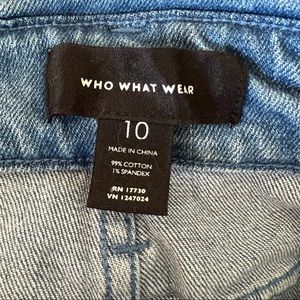 WHO WHAT WEAR
10
MADE IN CHINA
99% COTTON
1% SPANDEX
RN 17730
VN 1247024